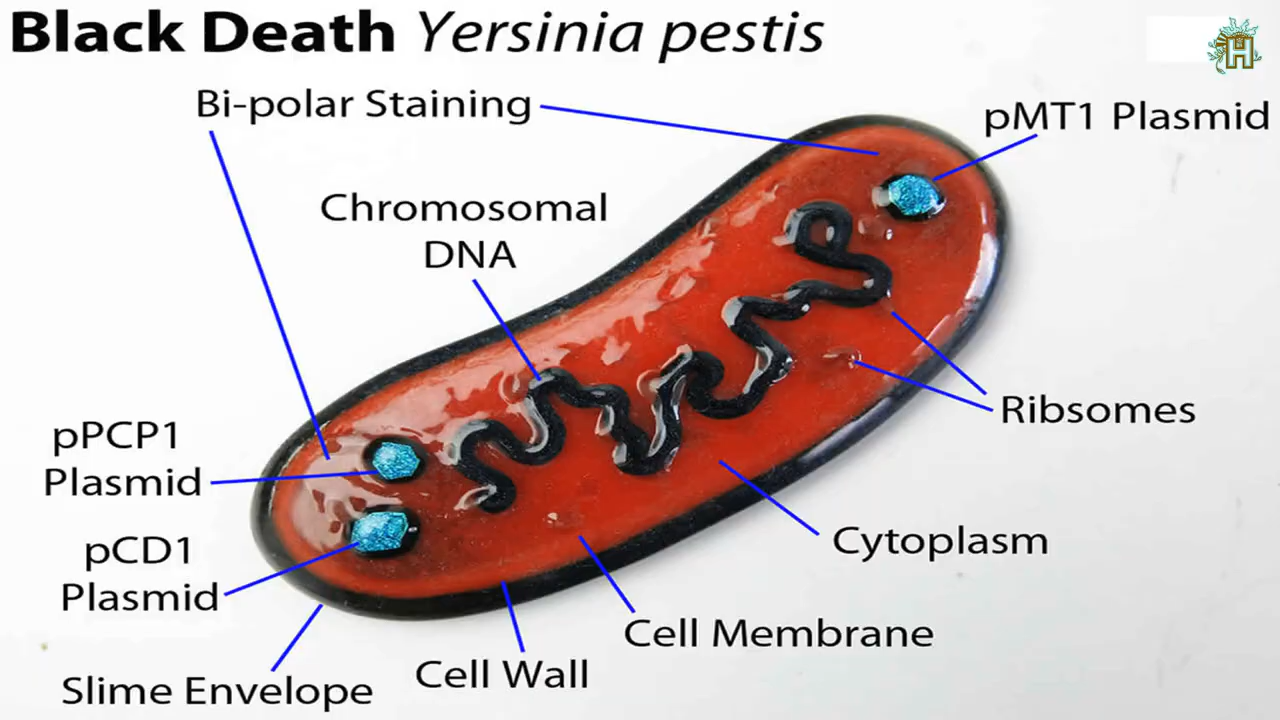 Black Death Yersinia pestis
H
Bi-polar Staining
pMT1 Plasmid
Chromosomal
DNA
pPCP1
Plasmid
Ribsomes
pCD1
Plasmid
Cytoplasm
Cell Membrane
Cell Wall
Slime Envelope